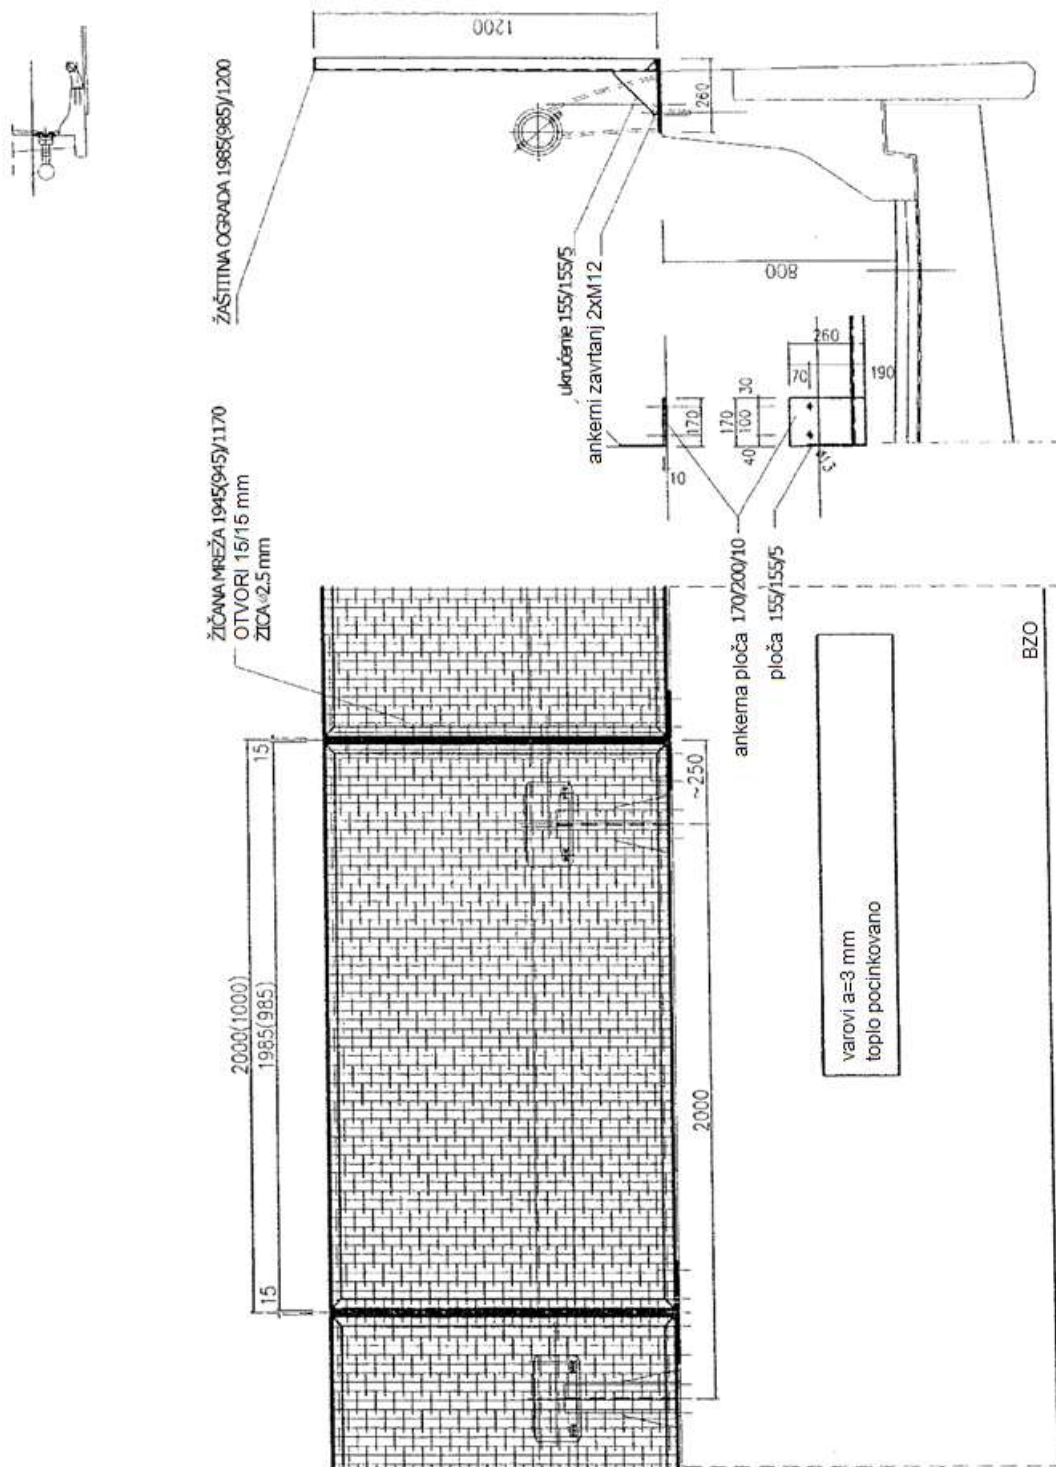 1200
ŽAŠTITNA OGRADA 1985(985)/1200
260
ukrućenje 155/155/5
ankerni zavrtanj 2xM12
800
260
70
190
30
170
100
170
40
10
ø13
ŽIČANA MREŽA 1945(945)/1170
OTVORI 15/15 mm
ŽICA ø2.5 mm
ankerna ploča 170/200/10
ploča 155/155/5
15
2000(1000)
1985(985)
15
~250
2000
BZO
varovi a=3 mm
toplo pocinkovano